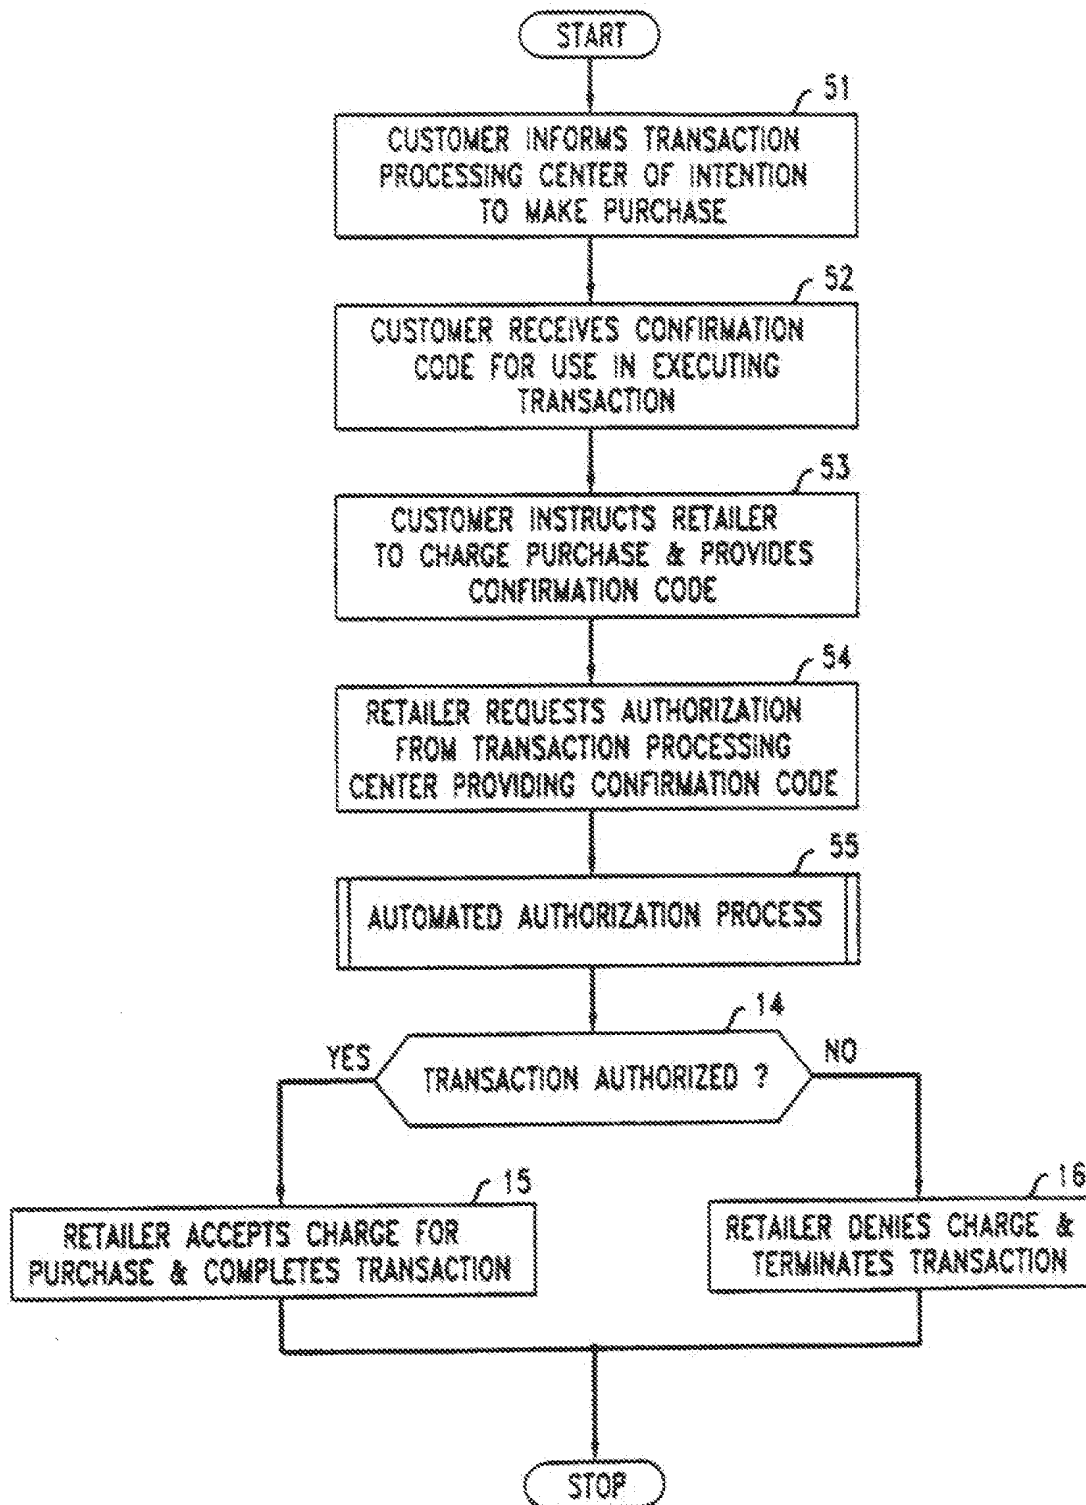 START
51
CUSTOMER INFORMS TRANSACTION
PROCESSING CENTER OF INTENTION
TO MAKE PURCHASE
52
CUSTOMER RECEIVES CONFIRMATION
CODE FOR USE IN EXECUTING
TRANSACTION
53
CUSTOMER INSTRUCTS RETAILER
TO CHARGE PURCHASE & PROVIDES
CONFIRMATION CODE
54
RETAILER REQUESTS AUTHORIZATION
FROM TRANSACTION PROCESSING
CENTER PROVIDING CONFIRMATION CODE
55
AUTOMATED AUTHORIZATION PROCESS
14
YES
TRANSACTION AUTHORIZED ?
NO
15
RETAILER ACCEPTS CHARGE FOR
PURCHASE & COMPLETES TRANSACTION
16
RETAILER DENIES CHARGE &
TERMINATES TRANSACTION
STOP